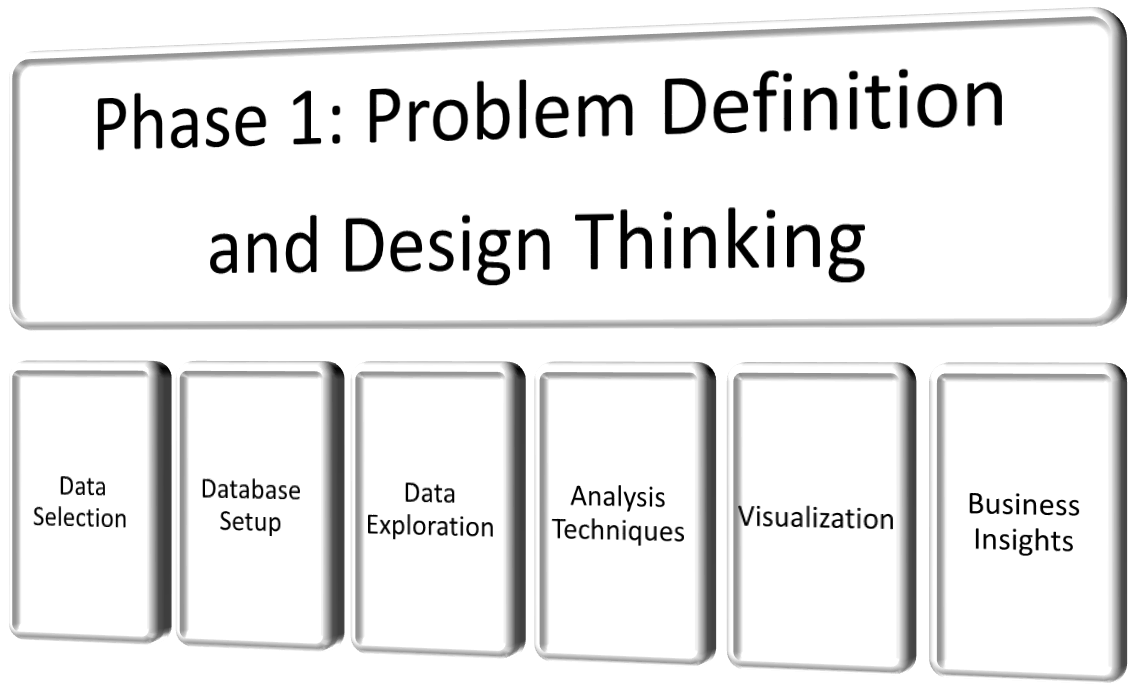 Phase 1: Problem Definition
and Design Thinking
Data
Selection
Database
Setup
Data
Exploration
Analysis
Techniques
Visualization
Business
Insights